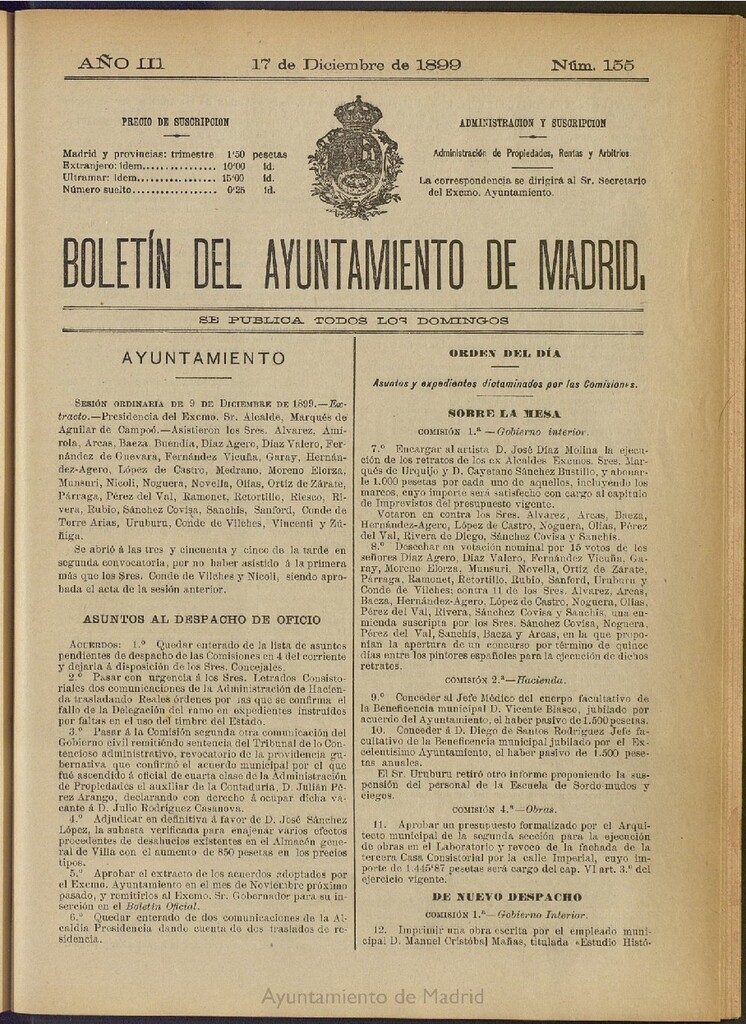 AÑO III 17 de Diciembre de 1899 Núm. 155
PRECIO DE SUSCRIPCION
Madrid y provincias: trimestre 1'50 pesetas
Extranjero: idem................ 10'00 id.
Ultramar: idem................. 15'00 id.
Número suelto.................. 0'25 id.
ADMINISTRACION Y SUSCRIPCION
Administración de Propiedades, Rentas y Arbitrios.
La correspondencia se dirigirá al Sr. Secretario
del Excmo. Ayuntamiento.
BOLETÍN DEL AYUNTAMIENTO DE MADRID.
SE PUBLICA TODOS LOS DOMINGOS
AYUNTAMIENTO
SESIÓN ORDINARIA DE 9 DE DICIEMBRE DE 1899.—Ex-
tracto.—Presidencia del Excmo. Sr. Alcalde, Marqués de
Aguilar de Campoó.—Asistieron los Sres. Alvarez, Amí-
rola, Arcas, Baeza, Buendía, Díaz Agero, Díaz Valero, Fer-
nández de Guevara, Fernández Vicuña, Garay, Hernán-
dez-Agero, López de Castro, Medrano, Moreno Elorza,
Munsuri, Nicoli, Noguera, Novella, Olías, Ortiz de Zárate,
Párraga, Pérez del Val, Ramonet, Retortillo, Riesco, Ri-
vera, Rubio, Sánchez Covisa, Sanchis, Sanford, Conde de
Torre Arias, Uruburu, Conde de Vilches, Vincenti y Zú-
ñiga.
Se abrió á las tres y cincuenta y cinco de la tarde en
segunda convocatoria, por no haber asistido á la primera
más que los Sres. Conde de Vilches y Nicoli, siendo apro-
bada el acta de la sesión anterior.
ASUNTOS AL DESPACHO DE OFICIO
ACUERDOS: 1.º Quedar enterado de la lista de asuntos
pendientes de despacho de las Comisiones en 4 del corriente
y dejarla á disposición de los Sres. Concejales.
2.º Pasar con urgencia á los Sres. Letrados Consisto-
riales dos comunicaciones de la Administración de Hacien-
da trasladando Reales órdenes por las que se confirma el
fallo de la Delegación del ramo en expedientes instruídos
por faltas en el uso del timbre del Estado.
3.º Pasar á la Comisión segunda otra comunicación del
Gobierno civil remitiendo sentencia del Tribunal de lo Con-
tencioso administrativo, revocatorio de la providencia gu-
bernativa que confirmó el acuerdo municipal por el que
fué ascendido á oficial de cuarta clase de la Administración
de Propiedades el auxiliar de la Contaduría, D. Julián Pé-
rez Arango, declarando con derecho á ocupar dicha va-
cante á D. Julio Rodríguez Casanova.
4.º Adjudicar en definitiva á favor de D. José Sánchez
López, la subasta verificada para enajenar varios efectos
procedentes de desahucios existentes en el Almacén gene-
ral de Villa con el aumento de 850 pesetas en los precios
tipos.
5.º Aprobar el extracto de los acuerdos adoptados por
el Excmo. Ayuntamiento en el mes de Noviembre próximo
pasado, y remitirlos al Excmo. Sr. Gobernador para su in-
serción en el Boletín Oficial.
6.º Quedar enterado de dos comunicaciones de la Al-
caldía Presidencia dando cuenta de dos traslados de re-
sidencia.
ORDEN DEL DÍA
Asuntos y expedientes dictaminados por las Comisiones.
SOBRE LA MESA
COMISIÓN 1.ª—Gobierno interior.
7.º Encargar al artista D. José Díaz Molina la ejecu-
ción de los retratos de los ex Alcaldes Excmos. Sres. Mar-
qués de Urquijo y D. Cayetano Sánchez Bustillo, y abonar-
le 1.000 pesetas por cada uno de aquellos, incluyendo los
marcos, cuyo importe será satisfecho con cargo al capítulo
de Imprevistos del presupuesto vigente.
Votaron en contra los Sres. Alvarez, Arcas, Baeza,
Hernández-Agero, López de Castro, Noguera, Olías, Pérez
del Val, Rivera de Diego, Sánchez Covisa y Sanchis.
8.º Desechar en votación nominal por 15 votos de los
señores Díaz Agero, Díaz Valero, Fernández Vicuña, Ga-
ray, Moreno Elorza, Munsuri, Novella, Ortiz de Zárate,
Párraga, Ramonet, Retortillo, Rubio, Sanford, Uruburu y
Conde de Vilches; contra 11 de los Sres. Alvarez, Arcas,
Baeza, Hernández-Agero, López de Castro, Noguera, Olías,
Pérez del Val, Rivera, Sánchez Covisa y Sanchis, una en-
mienda suscripta por los Sres. Sánchez Covisa, Noguera,
Pérez del Val, Sanchis, Baeza y Arcas, en la que propo-
nían la apertura de un concurso por término de quince
días entre los pintores españoles para la ejecución de dichos
retratos.
COMISIÓN 2.ª—Hacienda.
9.º Conceder al Jefe Médico del cuerpo facultativo de
la Beneficencia municipal D. Vicente Blasco, jubilado por
acuerdo del Ayuntamiento, el haber pasivo de 1.500 pesetas.
10. Conceder á D. Diego de Santos Rodríguez Jefe fa-
cultativo de la Beneficencia municipal jubilado por el Ex-
celentísimo Ayuntamiento, el haber pasivo de 1.500 pese-
tas anuales.
El Sr. Uruburu retiró otro informe proponiendo la sus-
pensión del personal de la Escuela de Sordo-mudos y
ciegos.
COMISIÓN 4.ª—Obras.
11. Aprobar un presupuesto formalizado por el Arqui-
tecto municipal de la segunda sección para la ejecución
de obras en el Laboratorio y revoco de la fachada de la
tercera Casa Consistorial por la calle Imperial, cuyo im-
porte de 1.445'87 pesetas será cargo del cap. VI art. 3.º del
ejercicio vigente.
DE NUEVO DESPACHO
COMISIÓN 1.ª—Gobierno Interior.
12. Imprimir una obra escrita por el empleado muni-
cipal D. Manuel Cristóbal Mañas, titulada «Estudio Histó-
Ayuntamiento de Madrid